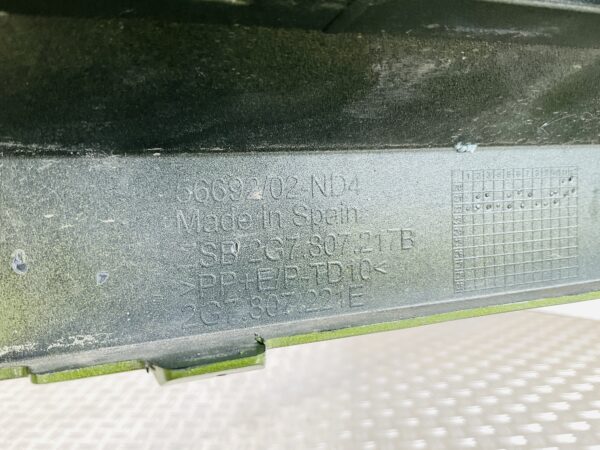 56692/02-ND4
Made in Spain
SB 2G7.807.217B
>PP+E/P-TD10<
2G7.807.221E